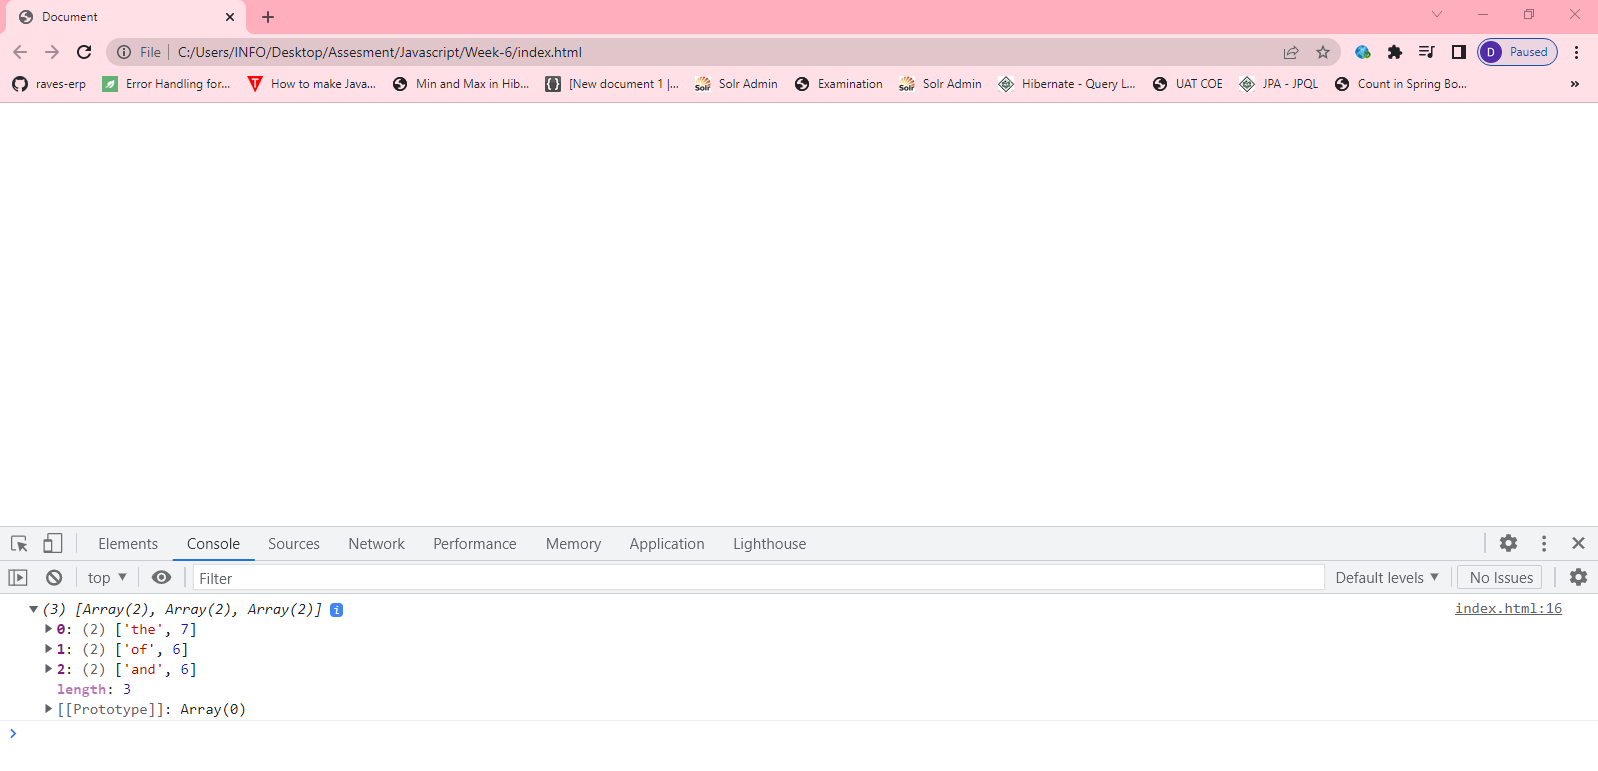 Document
File C:/Users/INFO/Desktop/Assesment/Javascript/Week-6/index.html D Paused
raves-erp Error Handling for... How to make Java... Min and Max in Hib... [New document 1 |... Solr Admin Examination Solr Admin Hibernate - Query L... UAT COE JPA - JPQL Count in Spring Bo... »
Elements Console Sources Network Performance Memory Application Lighthouse
top Filter Default levels No Issues
(3) [Array(2), Array(2), Array(2)] i index.html:16
0: (2) ['the', 7]
1: (2) ['of', 6]
2: (2) ['and', 6]
length: 3
[[Prototype]]: Array(0)